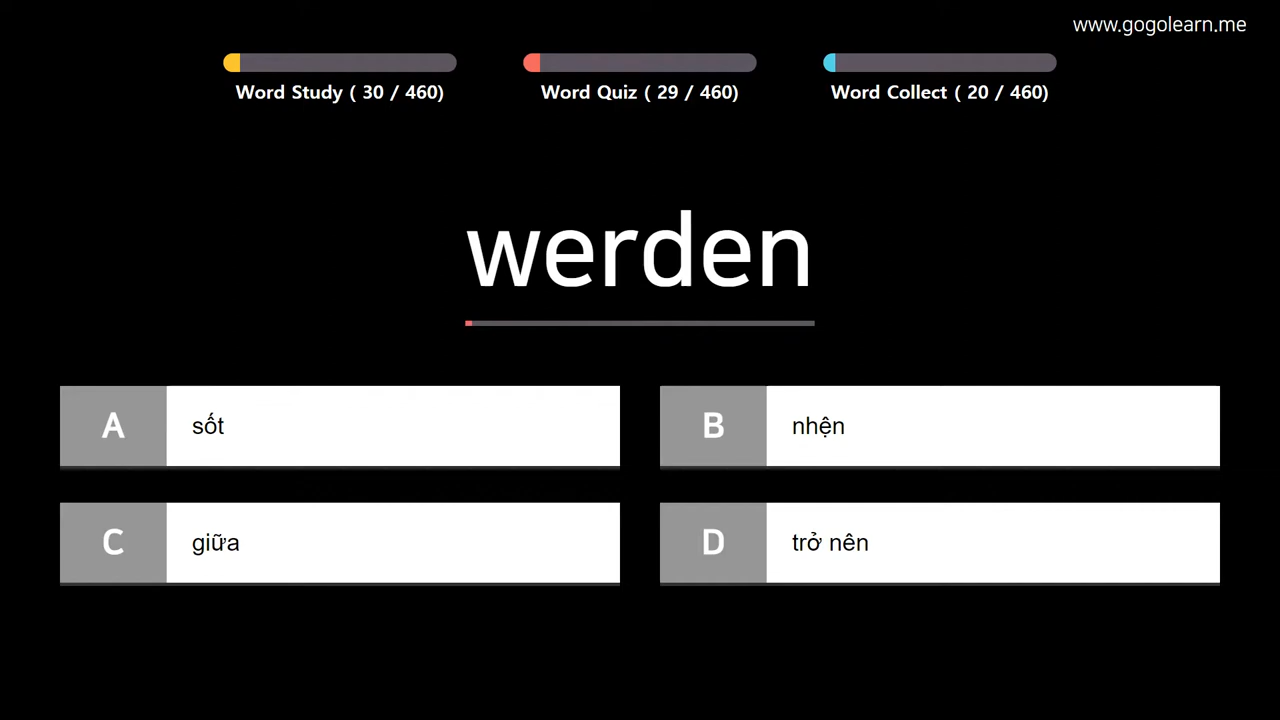 www.gogolearn.me
Word Study ( 30 / 460)
Word Quiz ( 29 / 460)
Word Collect ( 20 / 460)
werden
A sốt
B nhện
C giữa
D trở nên